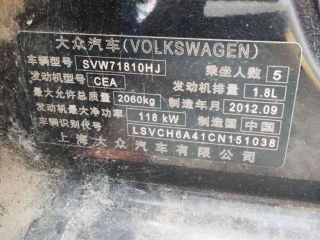 大众汽车(VOLKSWAGEN)
车辆型号 SVW71810HJ 乘坐人数 5
发动机型号 CEA 发动机排量 1.8L
最大允许总质量 2060kg 制造年月 2012.09
发动机最大净功率 118 kW 制造国 中国
车辆识别代号 LSVCH6A41CN151038
上海大众汽车有限公司